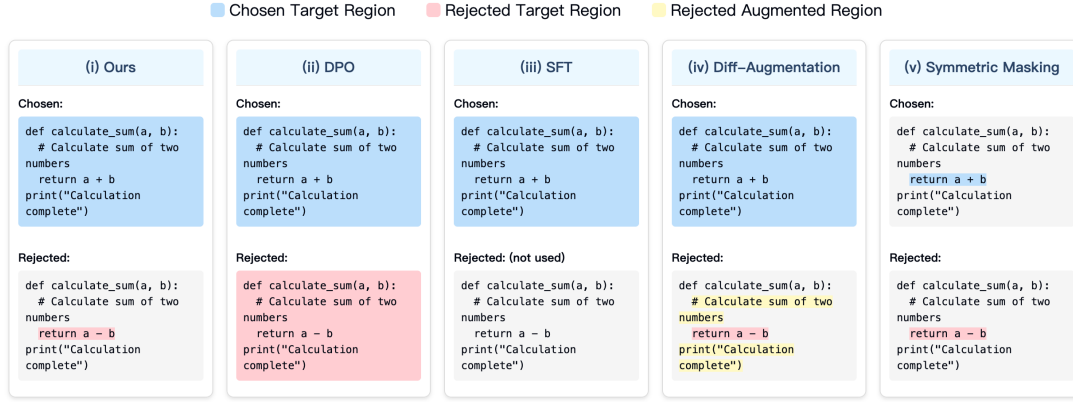 Chosen Target Region
Rejected Target Region
Rejected Augmented Region
(i) Ours
Chosen:
def calculate_sum(a, b):
# Calculate sum of two
numbers
return a + b
print("Calculation
complete")
Rejected:
def calculate_sum(a, b):
# Calculate sum of two
numbers
return a - b
print("Calculation
complete")
(ii) DPO
Chosen:
def calculate_sum(a, b):
# Calculate sum of two
numbers
return a + b
print("Calculation
complete")
Rejected:
def calculate_sum(a, b):
# Calculate sum of two
numbers
return a - b
print("Calculation
complete")
(iii) SFT
Chosen:
def calculate_sum(a, b):
# Calculate sum of two
numbers
return a + b
print("Calculation
complete")
Rejected: (not used)
def calculate_sum(a, b):
# Calculate sum of two
numbers
return a - b
print("Calculation
complete")
(iv) Diff-Augmentation
Chosen:
def calculate_sum(a, b):
# Calculate sum of two
numbers
return a + b
print("Calculation
complete")
Rejected:
def calculate_sum(a, b):
# Calculate sum of two
numbers
return a - b
print("Calculation
complete")
(v) Symmetric Masking
Chosen:
def calculate_sum(a, b):
# Calculate sum of two
numbers
return a + b
print("Calculation
complete")
Rejected:
def calculate_sum(a, b):
# Calculate sum of two
numbers
return a - b
print("Calculation
complete")